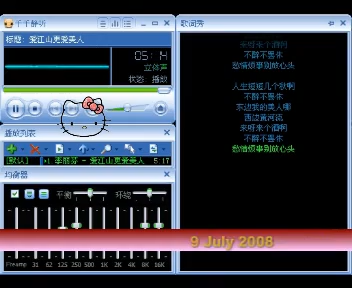 千千静听
标题: 爱江山更爱美人
05:14
立体声
状态: 播放
播放列表
[默认]
1. 李丽芬 - 爱江山更爱美人 5:17
均衡器
平衡
环绕
Preamp 31 62 125 250 500 1K 2K 4K 8K 16K
歌词秀
来呀来个酒啊
不醉不罢休
愁情烦事别放心头
人生短短几个秋啊
不醉不罢休
东边我的美人哪
西边黄河流
来呀来个酒啊
不醉不罢休
愁情烦事别放心头
9 July 2008